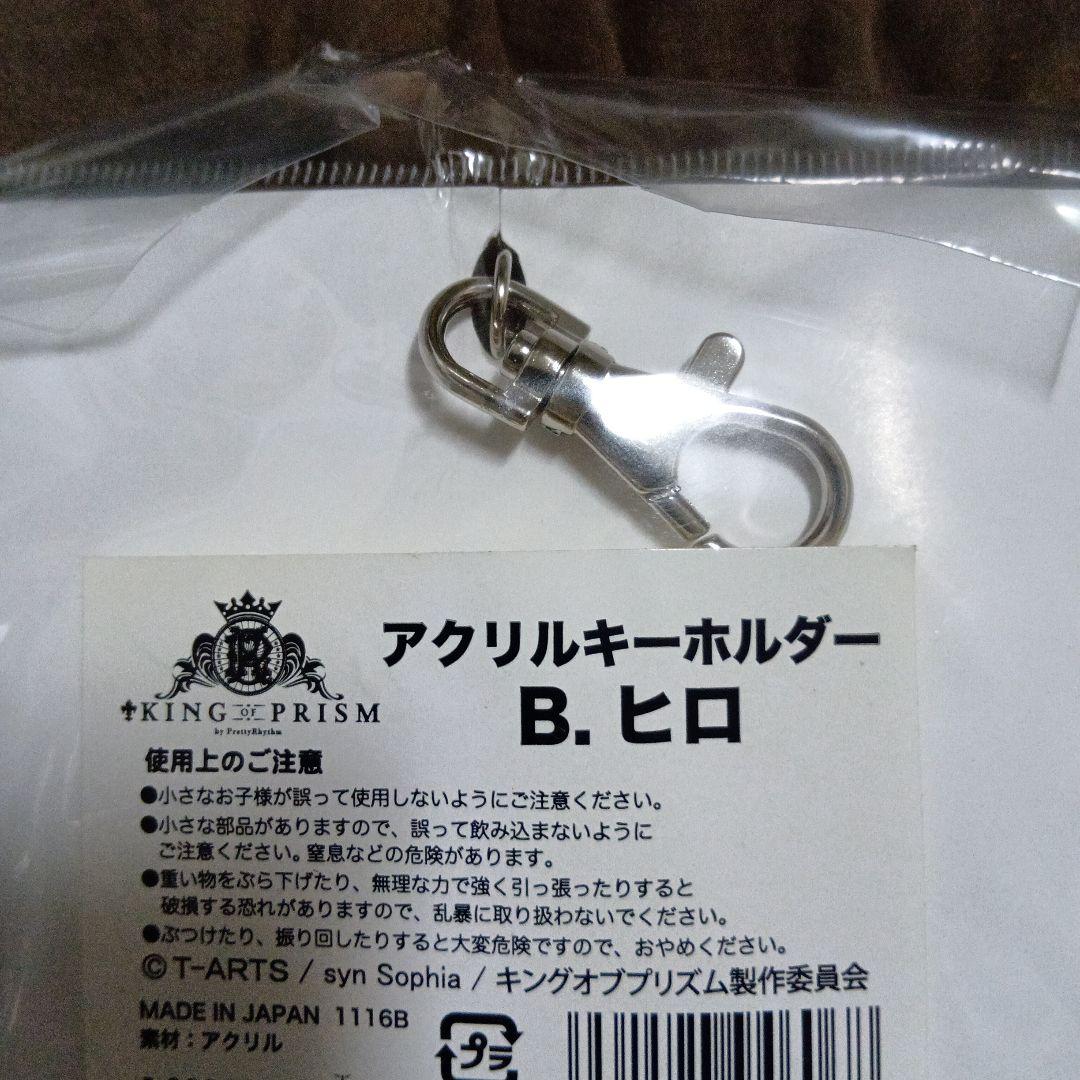 アクリルキーホルダー
B. ヒロ
KING OF PRISM
by PrettyRhythm
使用上のご注意
●小さなお子様が誤って使用しないようにご注意ください。
●小さな部品がありますので、誤って飲み込まないように
ご注意ください。窒息などの危険があります。
●重い物をぶら下げたり、無理な力で強く引っ張ったりすると
破損する恐れがありますので、乱暴に取り扱わないでください。
●ぶつけたり、振り回したりすると大変危険ですので、おやめください。
©T-ARTS / syn Sophia / キングオブプリズム製作委員会
MADE IN JAPAN 1116B
素材：アクリル
プラ